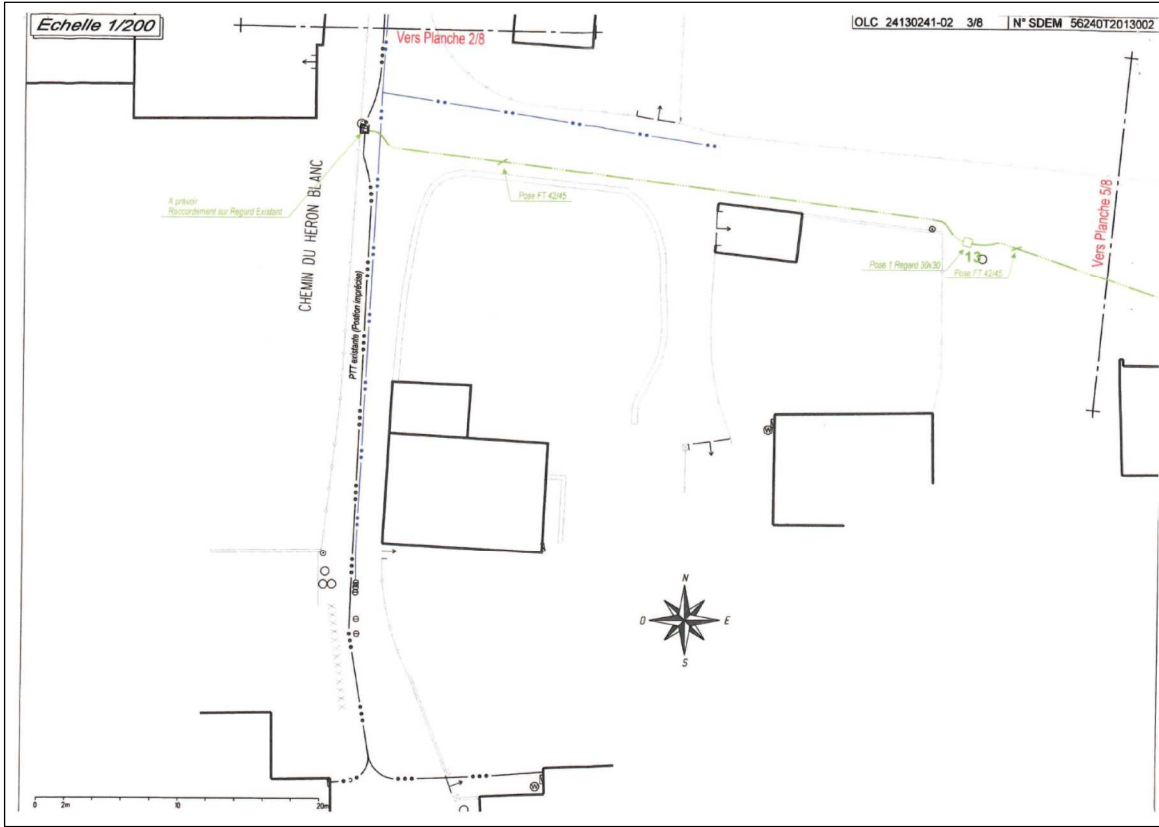 Echelle 1/200
Vers Planche 2/8
OLC 24130241-02 3/8 N° SDEM 56240T2013002
A prévoir
Raccordement sur Regard Existant
CHEMIN DU HERON BLANC
Pose FT 42/45
Vers Planche 5/8
Pose 1 Regard 30x30
13
Pose FT 42/45
PTT existante (Position imprécise)
N
O
E
S
0 2m 10 20m